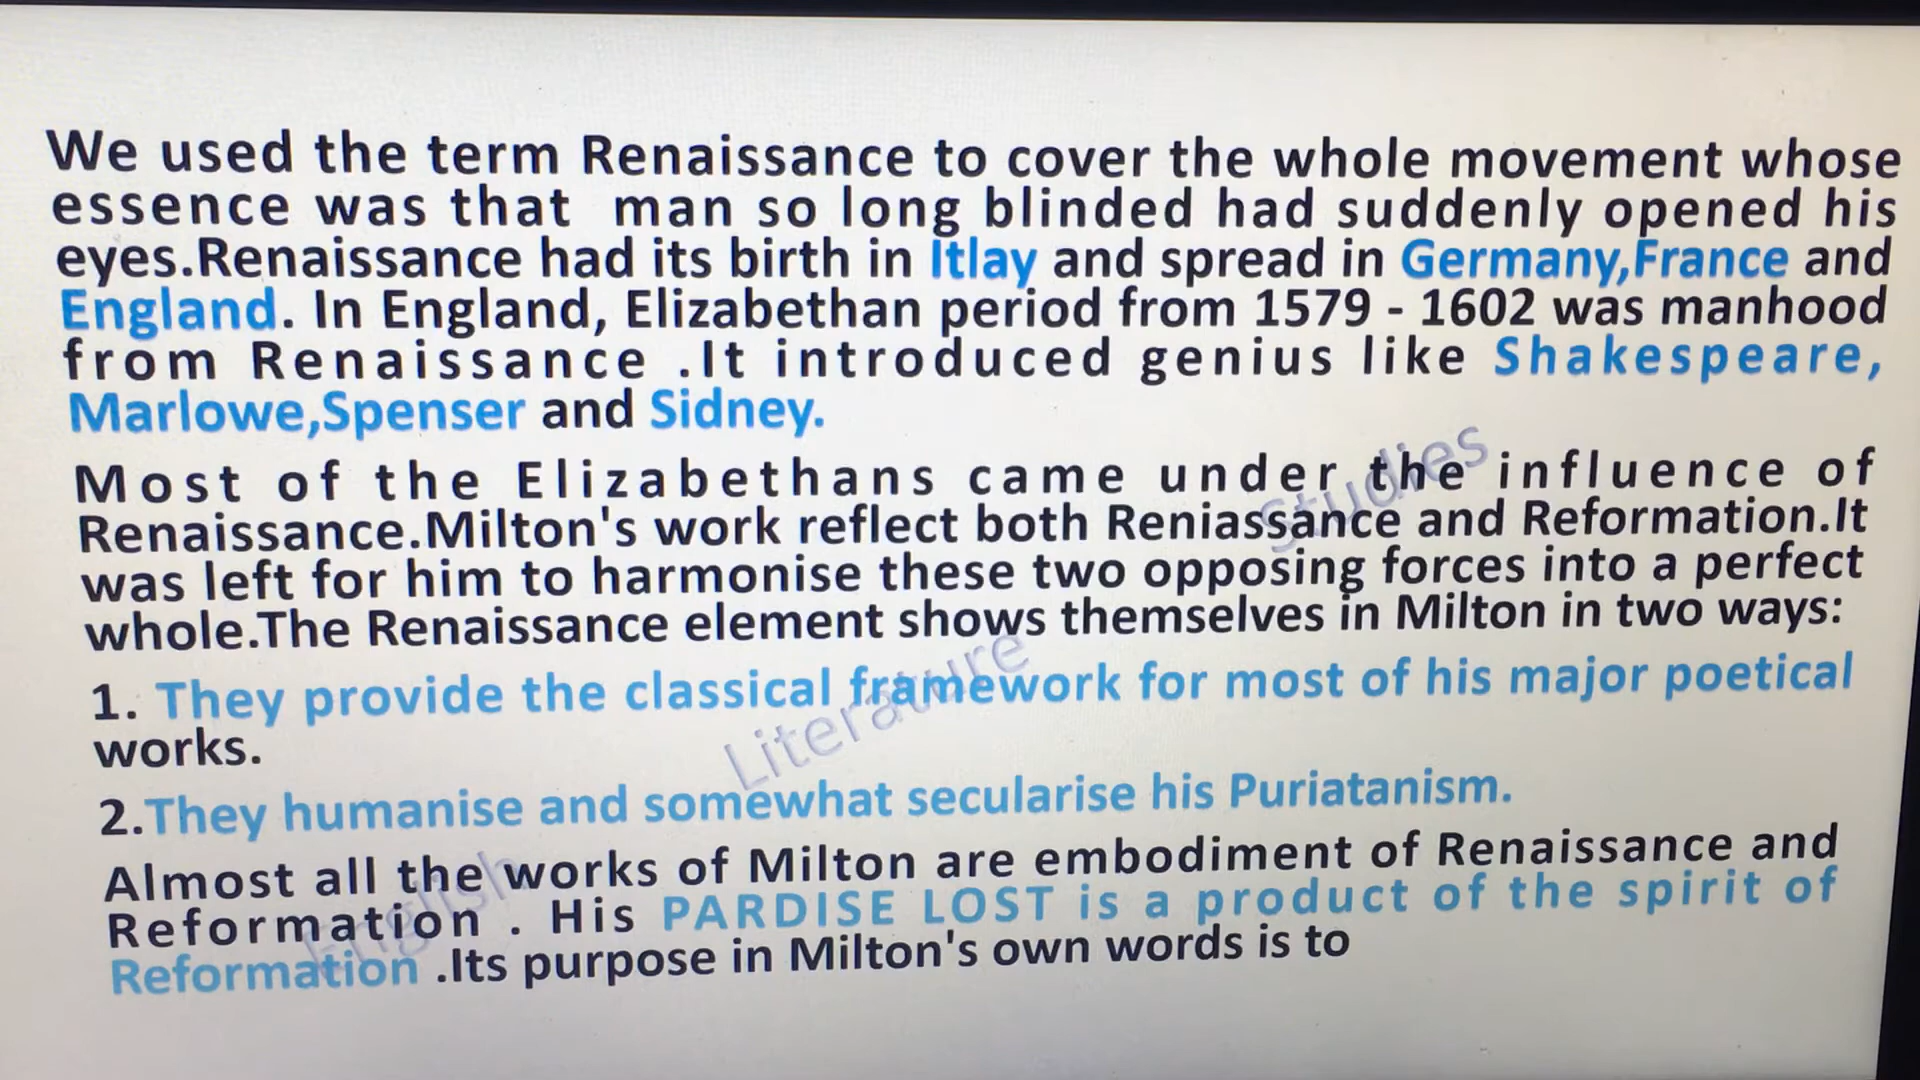 We used the term Renaissance to cover the whole movement whose
essence was that man so long blinded had suddenly opened his
eyes.Renaissance had its birth in Itlay and spread in Germany,France and
England. In England, Elizabethan period from 1579 - 1602 was manhood
from Renaissance .It introduced genius like Shakespeare,
Marlowe,Spenser and Sidney.
Most of the Elizabethans came under the influence of
Renaissance.Milton's work reflect both Reniassance and Reformation.It
was left for him to harmonise these two opposing forces into a perfect
whole.The Renaissance element shows themselves in Milton in two ways:
1. They provide the classical framework for most of his major poetical
works.
2.They humanise and somewhat secularise his Puriatanism.
Almost all the works of Milton are embodiment of Renaissance and
Reformation . His PARDISE LOST is a product of the spirit of
Reformation .Its purpose in Milton's own words is to
English Literature Studies